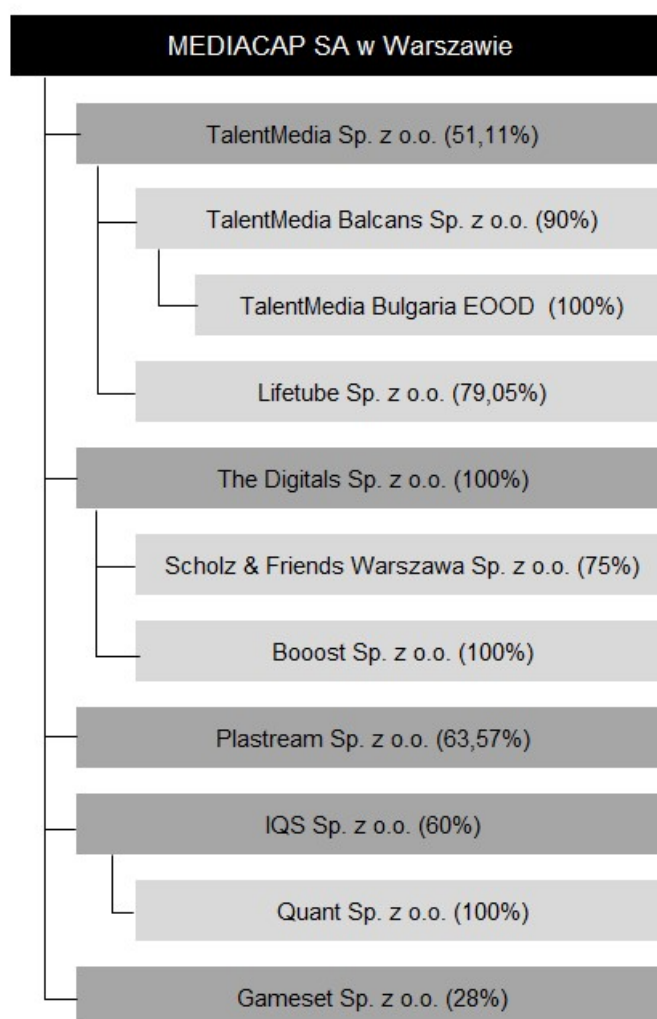 MEDIACAP SA w Warszawie
TalentMedia Sp. z o.o. (51,11%)
TalentMedia Balcans Sp. z o.o. (90%)
TalentMedia Bulgaria EOOD (100%)
Lifetube Sp. z o.o. (79,05%)
The Digitals Sp. z o.o. (100%)
Scholz & Friends Warszawa Sp. z o.o. (75%)
Booost Sp. z o.o. (100%)
Plastream Sp. z o.o. (63,57%)
IQS Sp. z o.o. (60%)
Quant Sp. z o.o. (100%)
Gameset Sp. z o.o. (28%)